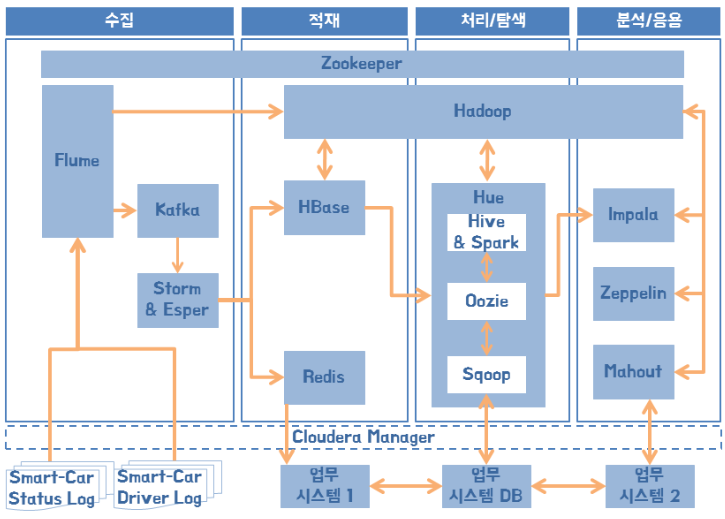 수집
적재
처리/탐색
분석/응용
Zookeeper
Hadoop
Flume
Kafka
HBase
Hue
Hive
& Spark
Impala
Storm
& Esper
Oozie
Zeppelin
Redis
Sqoop
Mahout
Cloudera Manager
Smart-Car
Status Log
Smart-Car
Driver Log
업무
시스템 1
업무
시스템 DB
업무
시스템 2